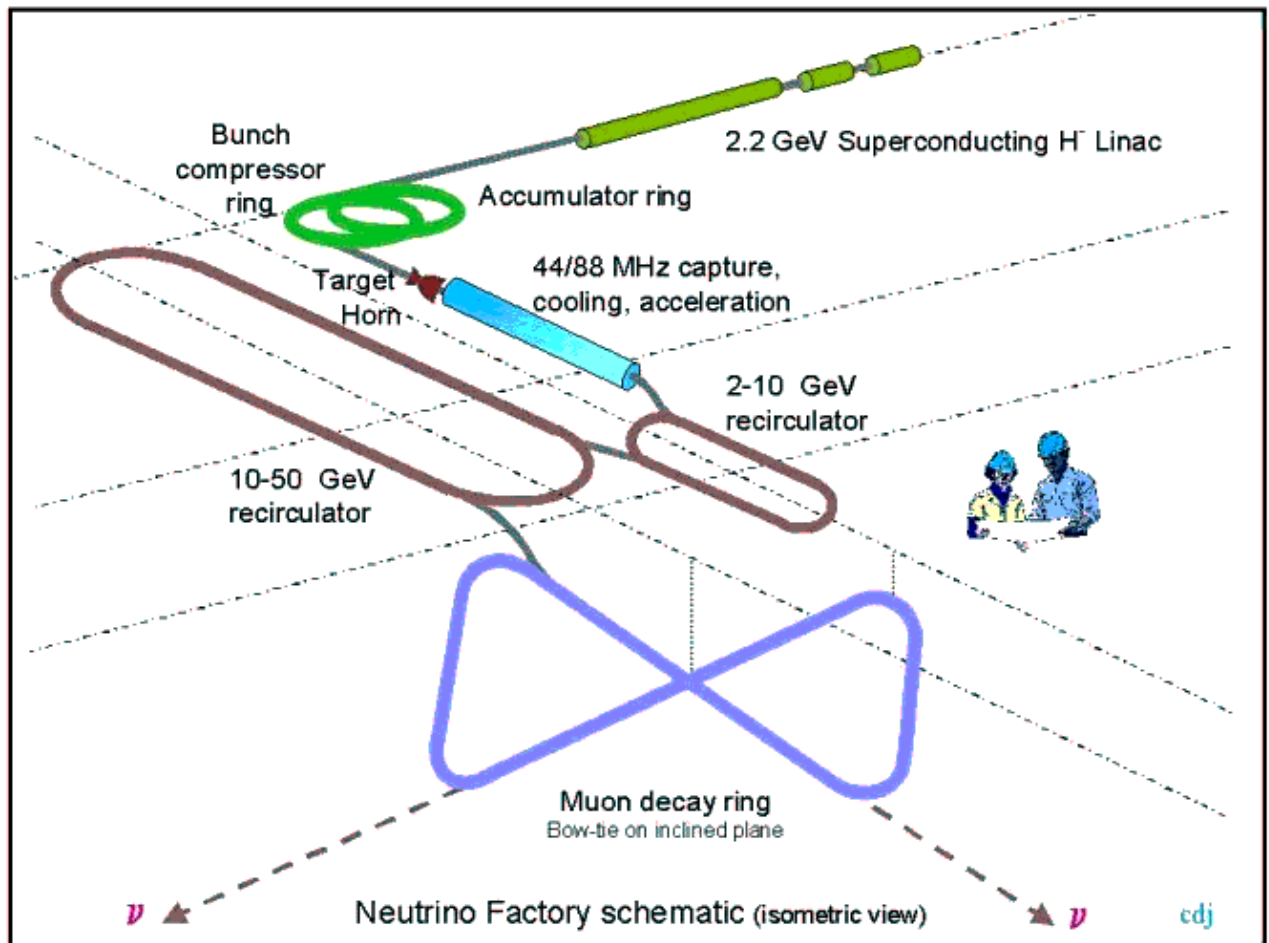 2.2 GeV Superconducting H⁻ Linac
Bunch
compressor
ring
Accumulator ring
Target
Horn
44/88 MHz capture,
cooling, acceleration
2-10 GeV
recirculator
10-50 GeV
recirculator
Muon decay ring
Bow-tie on inclined plane
ν
Neutrino Factory schematic (isometric view)
ν
cdj